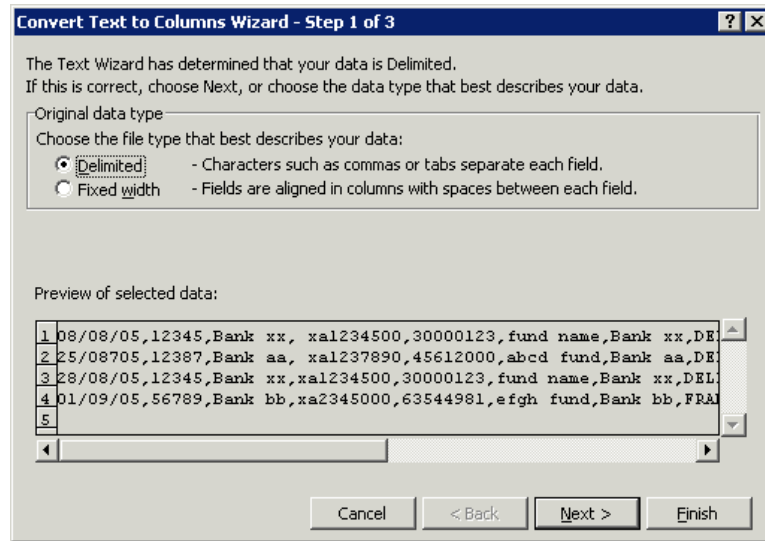 Convert Text to Columns Wizard - Step 1 of 3
The Text Wizard has determined that your data is Delimited.
If this is correct, choose Next, or choose the data type that best describes your data.
Original data type
Choose the file type that best describes your data:
Delimited - Characters such as commas or tabs separate each field.
Fixed width - Fields are aligned in columns with spaces between each field.
Preview of selected data:
1 08/08/05,12345,Bank xx, xa1234500,30000123,fund name,Bank xx,DE
2 25/08705,12387,Bank aa, xa1237890,45612000,abcd fund,Bank aa,DE
3 28/08/05,12345,Bank xx,xa1234500,30000123,fund name,Bank xx,DEL
4 01/09/05,56789,Bank bb,xa2345000,63544981,efgh fund,Bank bb,FRA
5
Cancel < Back Next > Finish